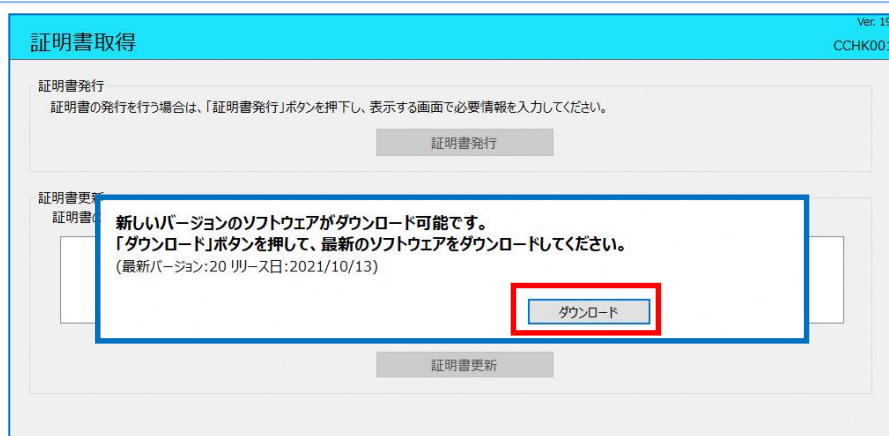 Ver. 19
証明書取得
CCHK001
証明書発行
証明書の発行を行う場合は、「証明書発行」ボタンを押下し、表示する画面で必要情報を入力してください。
証明書発行
証明書更新
証明書の
新しいバージョンのソフトウェアがダウンロード可能です。
「ダウンロード」ボタンを押して、最新のソフトウェアをダウンロードしてください。
(最新バージョン:20 リリース日:2021/10/13)
ダウンロード
証明書更新